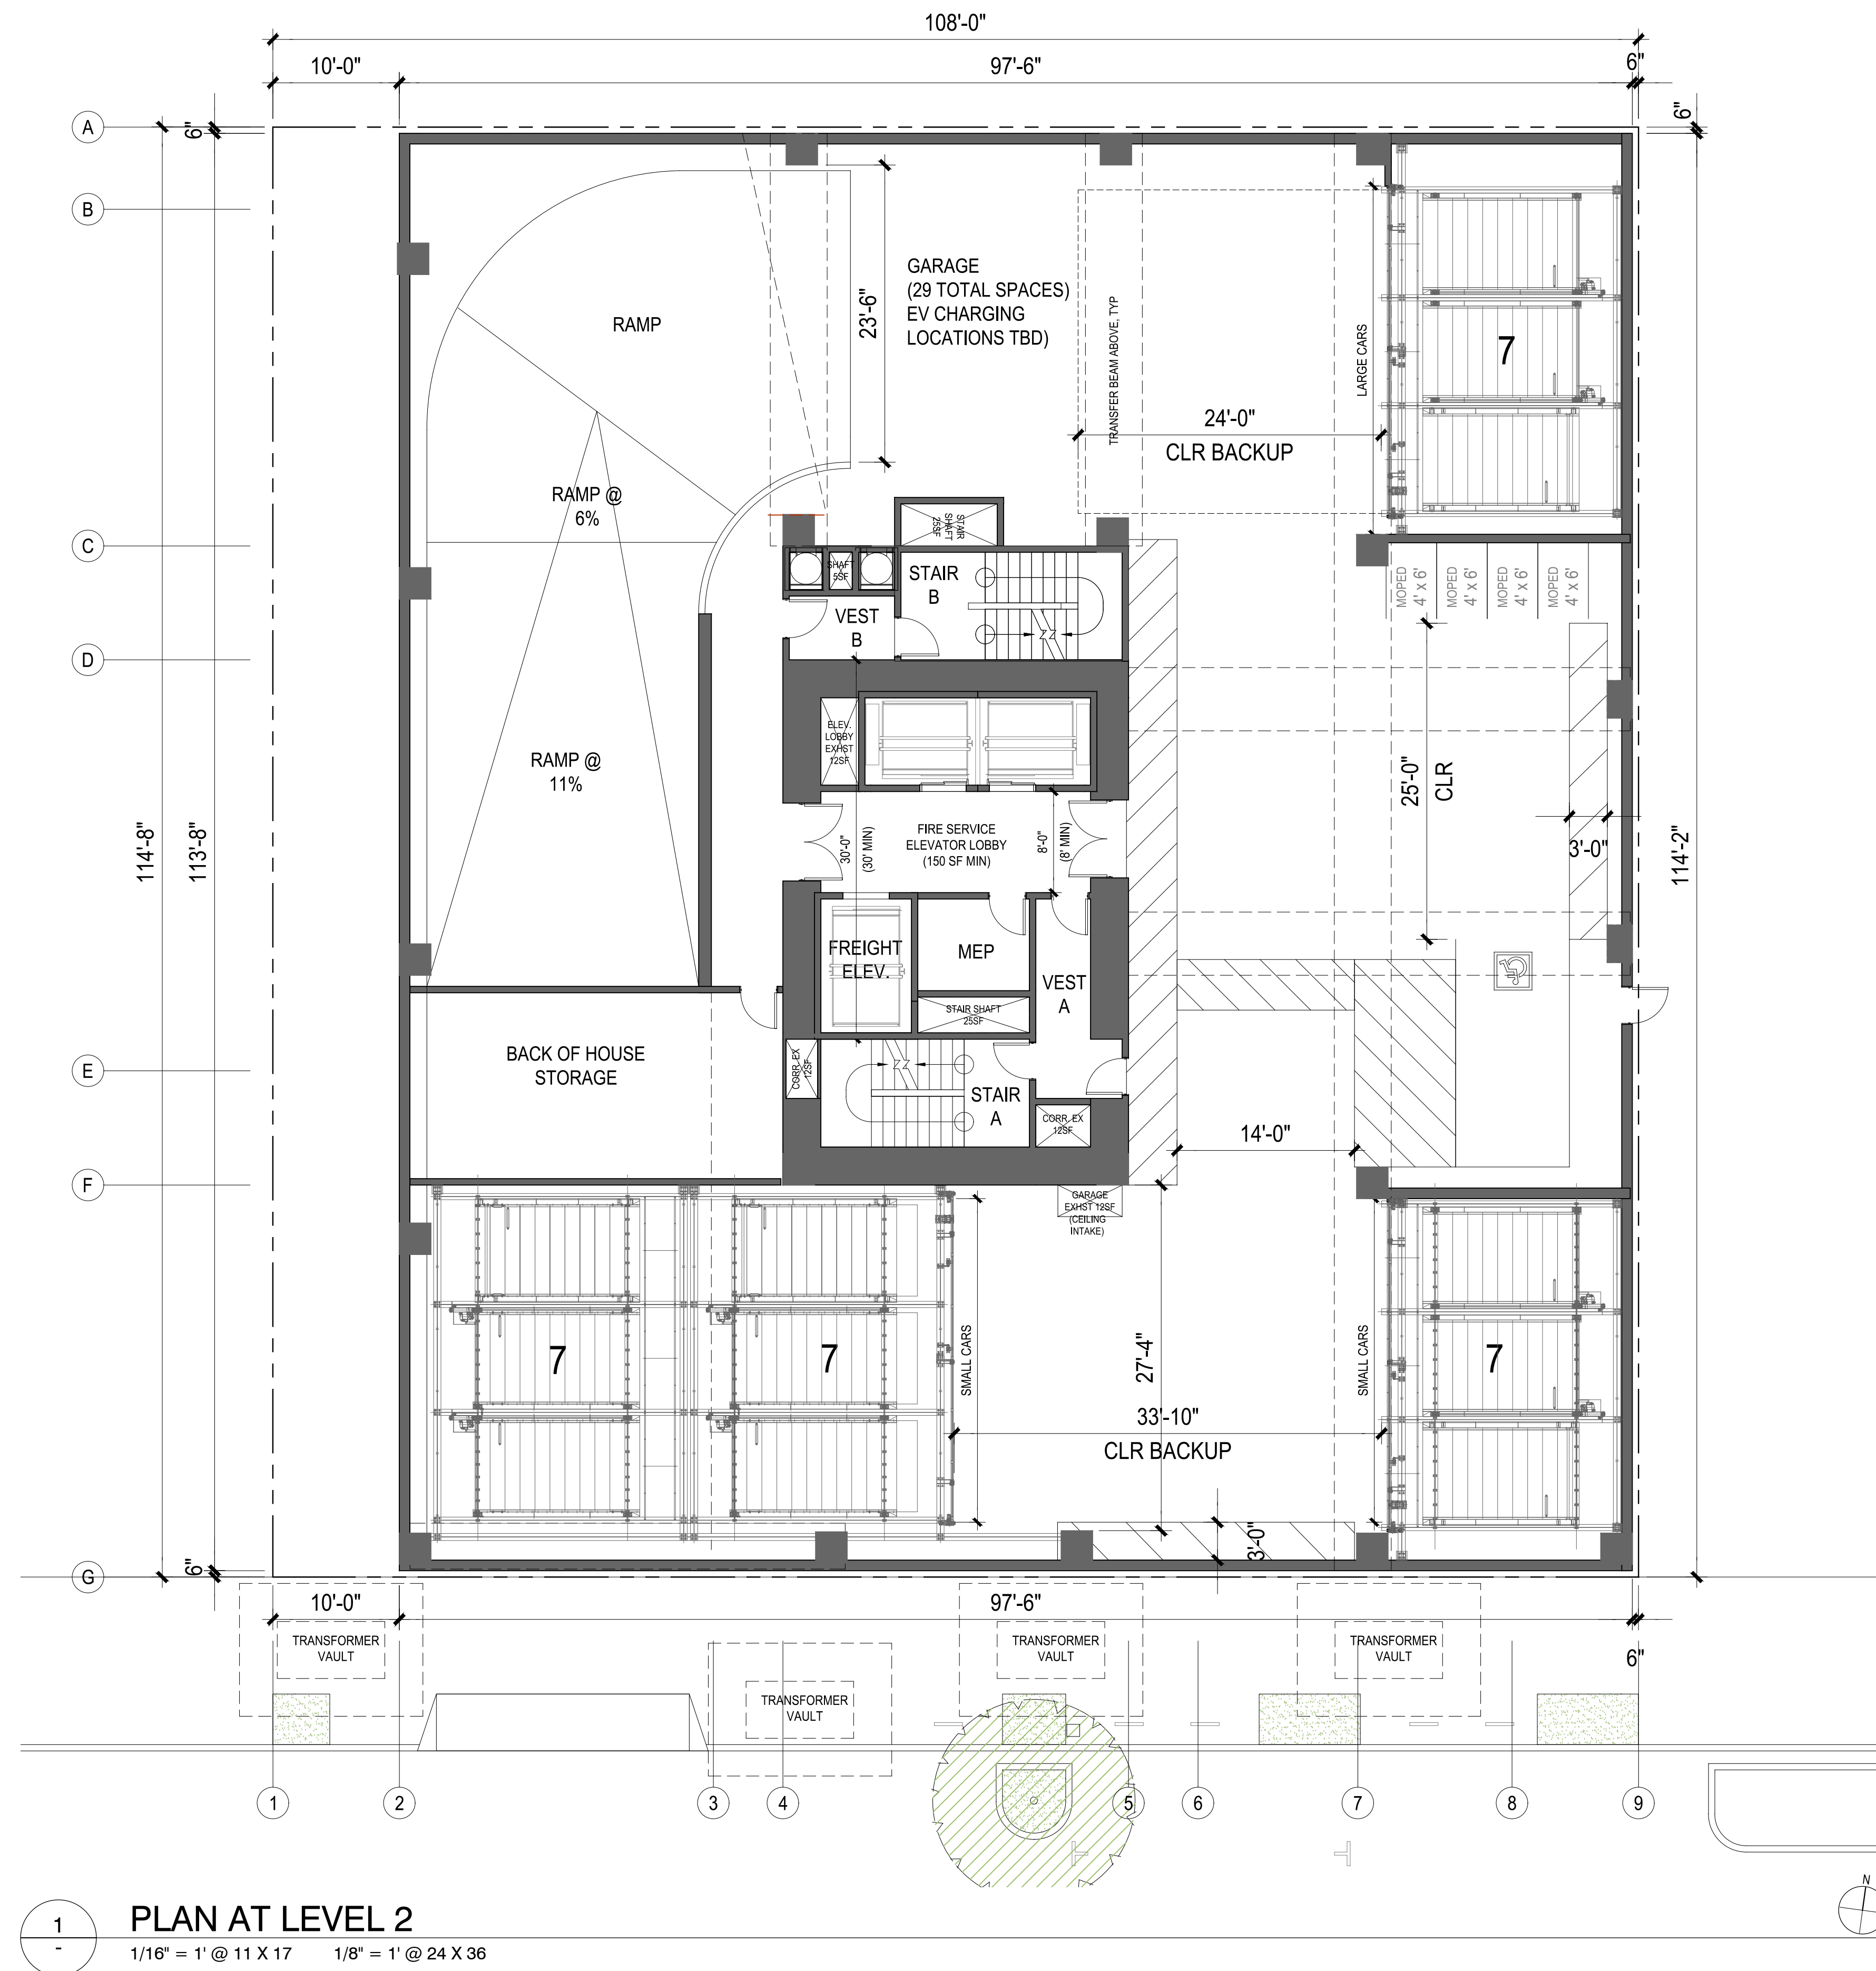 108'-0"
10'-0"
97'-6"
6"
A
6"
6"
B
GARAGE
(29 TOTAL SPACES)
EV CHARGING
LOCATIONS TBD)
23'-6"
RAMP
TRANSFER BEAM ABOVE, TYP
LARGE CARS
7
24'-0"
CLR BACKUP
RAMP @
6%
STAIR
SHAFT
25SF
C
SHAFT
5SF
STAIR
B
MOPED
4' x 6'
MOPED
4' x 6'
MOPED
4' x 6'
MOPED
4' x 6'
VEST
B
D
ELEV.
LOBBY
EXHST
12SF
RAMP @
11%
25'-0"
CLR
114'-8"
113'-8"
30'-0"
(30' MIN)
FIRE SERVICE
ELEVATOR LOBBY
(150 SF MIN)
8'-0"
(8' MIN)
3'-0"
114'-2"
FREIGHT
ELEV.
MEP
VEST
A
STAIR SHAFT
25SF
BACK OF HOUSE
STORAGE
E
CORR. EX
12SF
STAIR
A
CORR. EX
12SF
14'-0"
F
GARAGE
EXHST 12SF
(CEILING
INTAKE)
7
7
SMALL CARS
27'-4"
SMALL CARS
7
33'-10"
CLR BACKUP
3'-0"
6"
G
10'-0"
97'-6"
6"
TRANSFORMER
VAULT
TRANSFORMER
VAULT
TRANSFORMER
VAULT
TRANSFORMER
VAULT
1
2
3
4
5
6
7
8
9
N
1
-
PLAN AT LEVEL 2
1/16" = 1' @ 11 X 17 1/8" = 1' @ 24 X 36